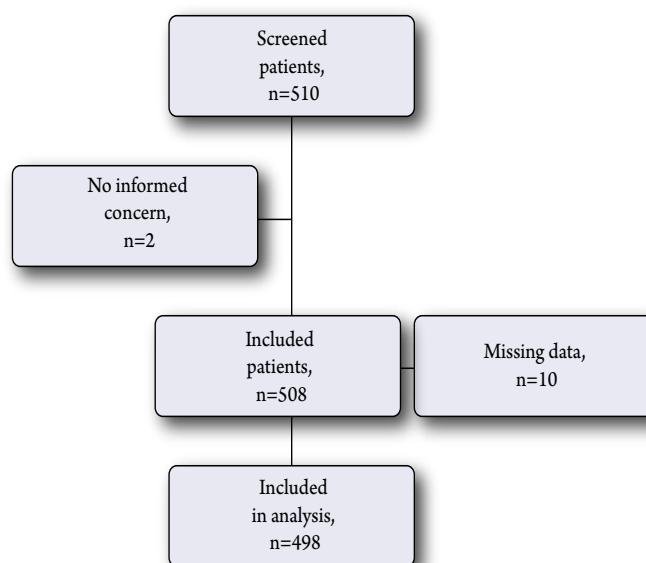 Screened
patients,
n=510
No informed
concern,
n=2
Included
patients,
n=508
Missing data,
n=10
Included
in analysis,
n=498